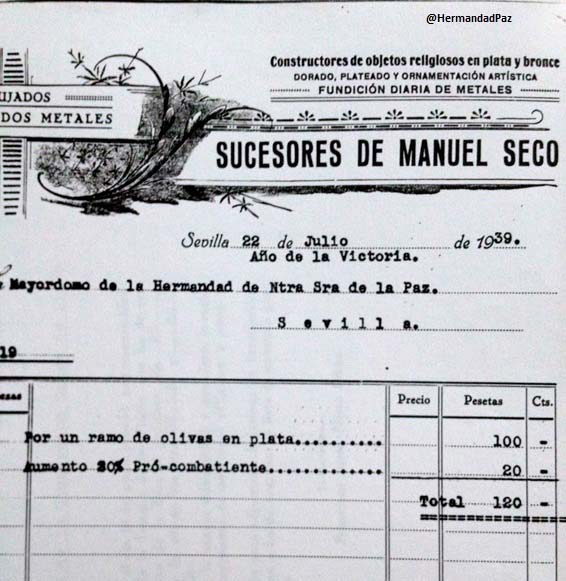 @HermandadPaz
Constructores de objetos religiosos en plata y bronce
DORADO, PLATEADO Y ORNAMENTACIÓN ARTÍSTICA
FUNDICIÓN DIARIA DE METALES
UJADOS
DOS METALES
SUCESORES DE MANUEL SECO
Sevilla 22 de Julio de 1939.
Año de la Victoria.
Mayordomo de la Hermandad de Ntra Sra de la Paz.
Sevilla.
19
Precio Pesetas Cts.
Por un ramo de olivas en plata.......... 100 -
Aumento 20% Pró-combatiente............. 20 -
Total 120 -